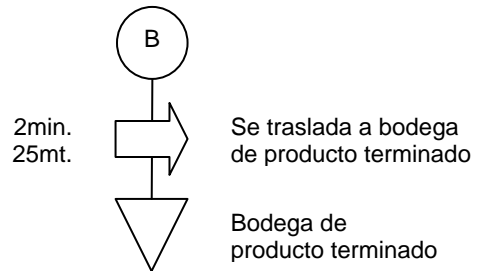 B
2min.
25mt.
Se traslada a bodega
de producto terminado
Bodega de
producto terminado